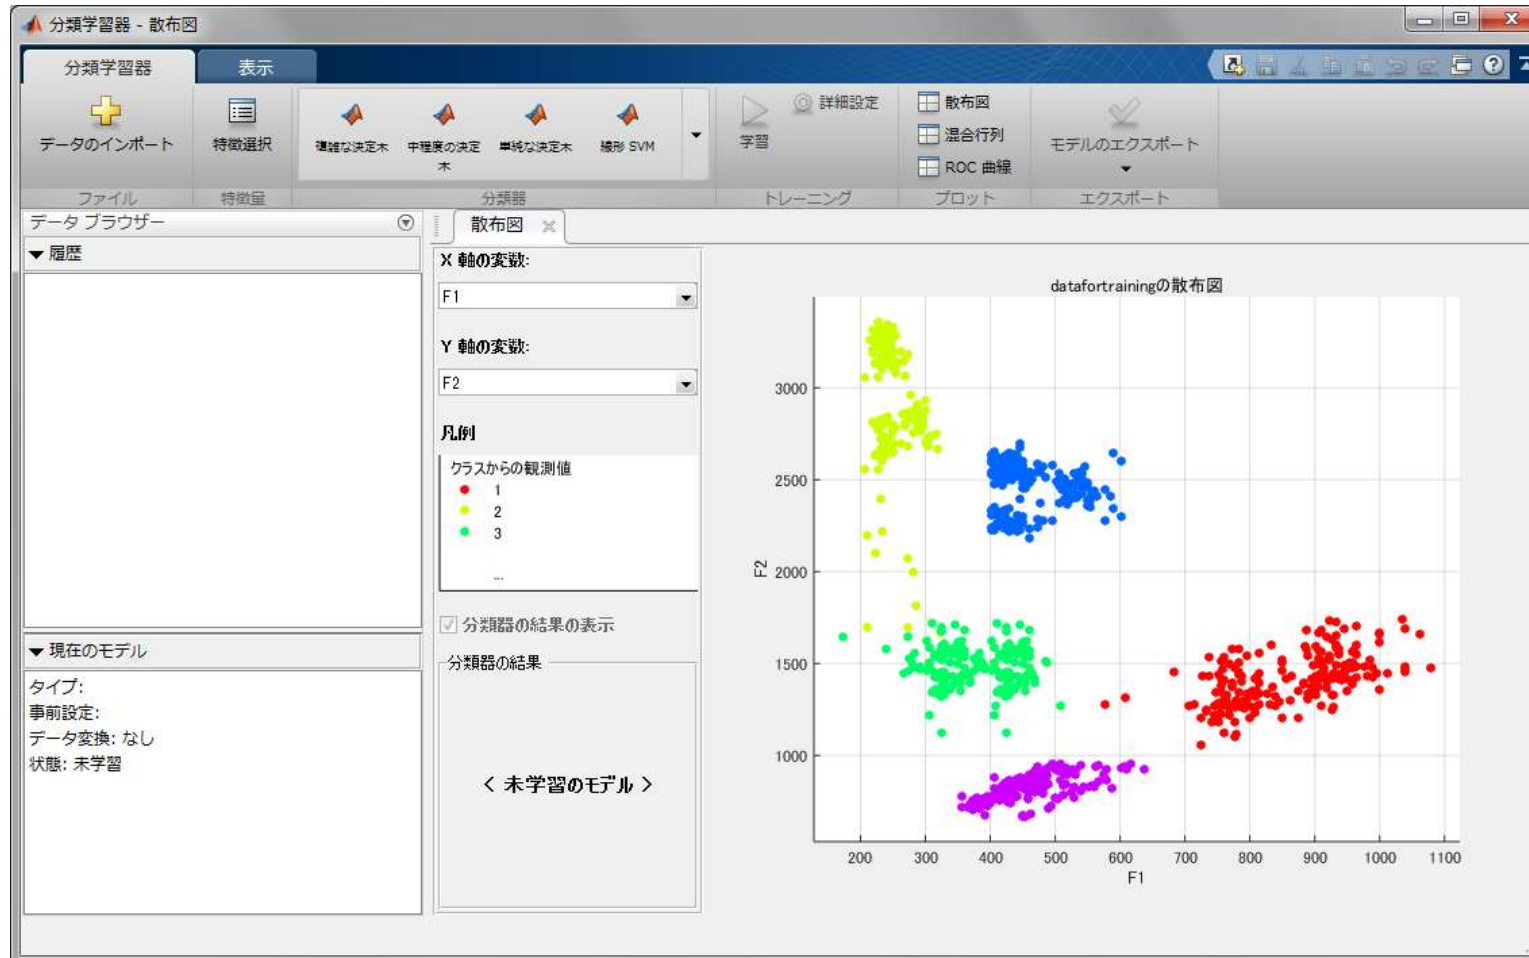 分類学習器 - 散布図
分類学習器
表示
データのインポート
特徴選択
複雑な決定木
中程度の決定
木
単純な決定木
線形 SVM
学習
詳細設定
散布図
混合行列
ROC 曲線
モデルのエクスポート
ファイル
特徴量
分類器
トレーニング
プロット
エクスポート
データ ブラウザー
履歴
現在のモデル
タイプ:
事前設定:
データ変換: なし
状態: 未学習
散布図
X 軸の変数:
F1
Y 軸の変数:
F2
凡例
クラスからの観測値
1
2
3
...
分類器の結果の表示
分類器の結果
< 未学習のモデル >
datafortrainingの散布図
3000
2500
2000
1500
1000
F2
200 300 400 500 600 700 800 900 1000 1100
F1